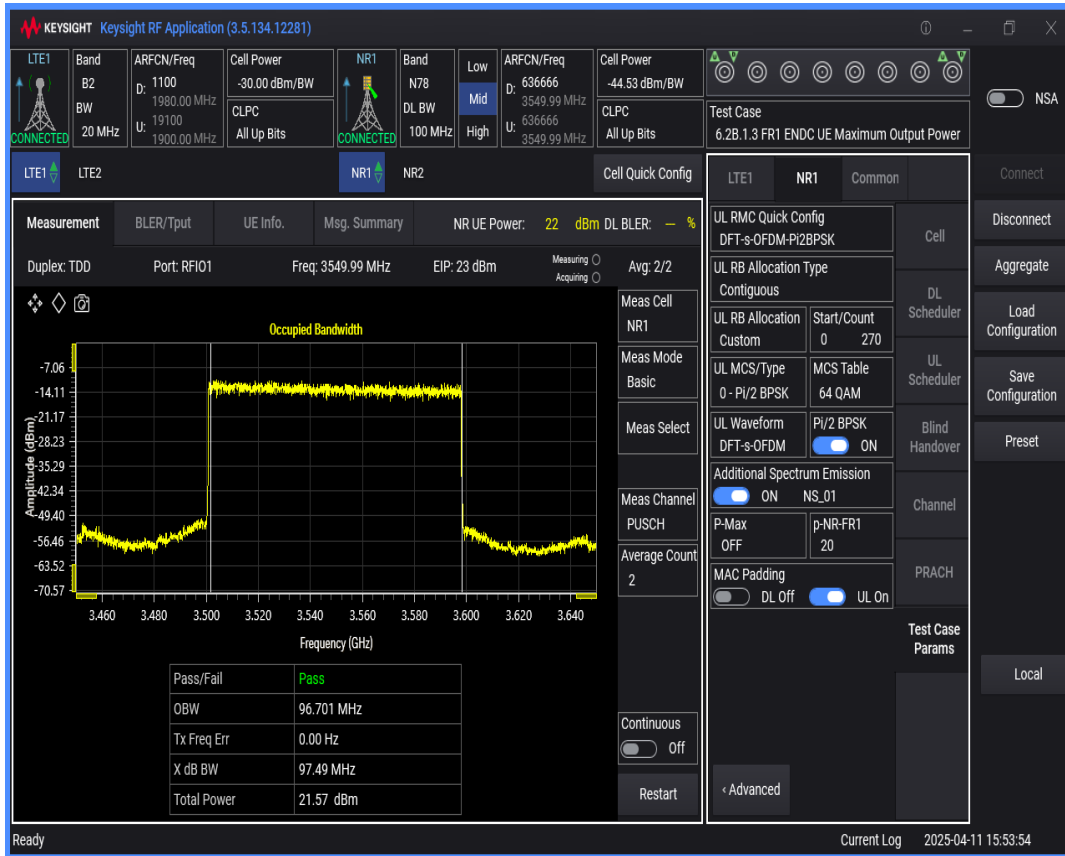 KEYSIGHT Keysight RF Application (3.5.134.12281)
LTE1
CONNECTED
Band
B2
BW
20 MHz
ARFCN/Freq
D: 1100
1980.00 MHz
U: 19100
1900.00 MHz
Cell Power
-30.00 dBm/BW
CLPC
All Up Bits
NR1
CONNECTED
Band
N78
DL BW
100 MHz
Low
Mid
High
ARFCN/Freq
D: 636666
3549.99 MHz
U: 636666
3549.99 MHz
Cell Power
-44.53 dBm/BW
CLPC
All Up Bits
Test Case
6.2B.1.3 FR1 ENDC UE Maximum Output Power
NSA
LTE1 LTE2
NR1 NR2
Cell Quick Config
Measurement BLER/Tput UE Info. Msg. Summary NR UE Power: 22 dBm DL BLER: — %
Duplex: TDD Port: RFIO1 Freq: 3549.99 MHz EIP: 23 dBm Measuring
Acquiring
Avg: 2/2
Occupied Bandwidth
Amplitude (dBm)
-7.06
-14.11
-21.17
-28.23
-35.29
-42.34
-49.40
-56.46
-63.52
-70.57
3.460 3.480 3.500 3.520 3.540 3.560 3.580 3.600 3.620 3.640
Frequency (GHz)
Pass/Fail Pass
OBW 96.701 MHz
Tx Freq Err 0.00 Hz
X dB BW 97.49 MHz
Total Power 21.57 dBm
Meas Cell
NR1
Meas Mode
Basic
Meas Select
Meas Channel
PUSCH
Average Count
2
Continuous
Off
Restart
LTE1 NR1 Common
UL RMC Quick Config
DFT-s-OFDM-Pi2BPSK
UL RB Allocation Type
Contiguous
UL RB Allocation
Custom
Start/Count
0 270
UL MCS/Type
0 - Pi/2 BPSK
MCS Table
64 QAM
UL Waveform
DFT-s-OFDM
Pi/2 BPSK
ON
Additional Spectrum Emission
ON NS_01
P-Max
OFF
p-NR-FR1
20
MAC Padding
DL Off UL On
‹ Advanced
Cell
DL
Scheduler
UL
Scheduler
Blind
Handover
Channel
PRACH
Test Case
Params
Connect
Disconnect
Aggregate
Load
Configuration
Save
Configuration
Preset
Local
Ready
Current Log 2025-04-11 15:53:54